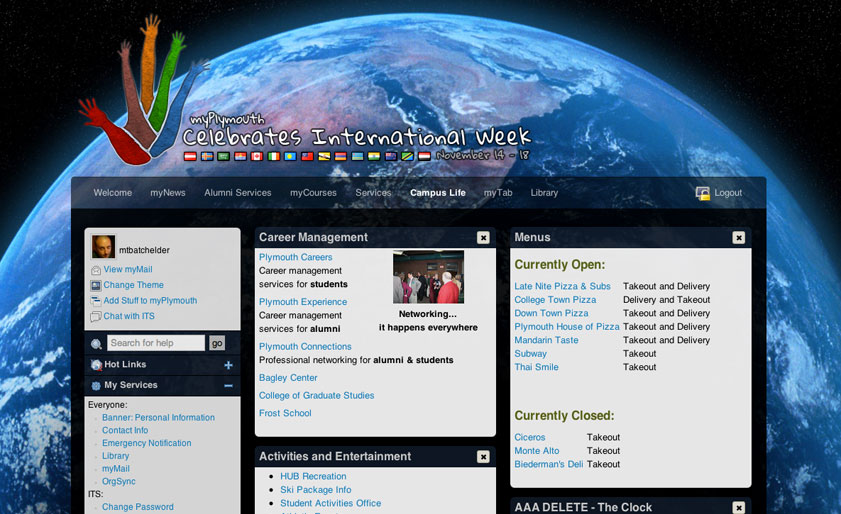 myPlymouth
Celebrates International Week
November 14 - 18
Welcome myNews Alumni Services myCourses Services Campus Life myTab Library Logout
mtbatchelder
View myMail
Change Theme
Add Stuff to myPlymouth
Chat with ITS
Search for help go
Hot Links
My Services
Everyone:
Banner: Personal Information
Contact Info
Emergency Notification
Library
myMail
OrgSync
ITS:
Change Password
Career Management
Plymouth Careers
Career management
services for students
Plymouth Experience
Career management
services for alumni
Networking...
it happens everywhere
Plymouth Connections
Professional networking for alumni & students
Bagley Center
College of Graduate Studies
Frost School
Activities and Entertainment
HUB Recreation
Ski Package Info
Student Activities Office
Menus
Currently Open:
Late Nite Pizza & Subs Takeout and Delivery
College Town Pizza Delivery and Takeout
Down Town Pizza Takeout and Delivery
Plymouth House of Pizza Takeout and Delivery
Mandarin Taste Takeout and Delivery
Subway Takeout
Thai Smile Takeout
Currently Closed:
Ciceros Takeout
Monte Alto Takeout
Biederman's Deli Takeout
AAA DELETE - The Clock